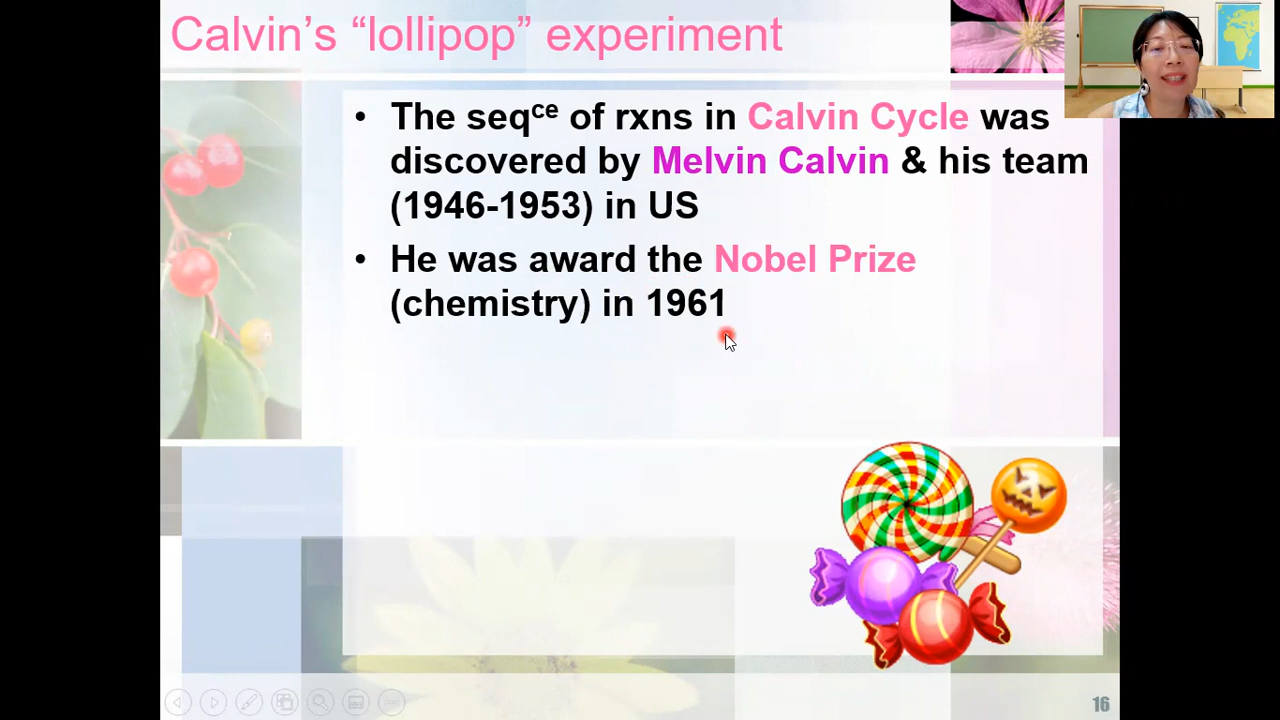 Calvin’s “lollipop” experiment
• The seqᶜᵉ of rxns in Calvin Cycle was
discovered by Melvin Calvin & his team
(1946-1953) in US
• He was award the Nobel Prize
(chemistry) in 1961
16